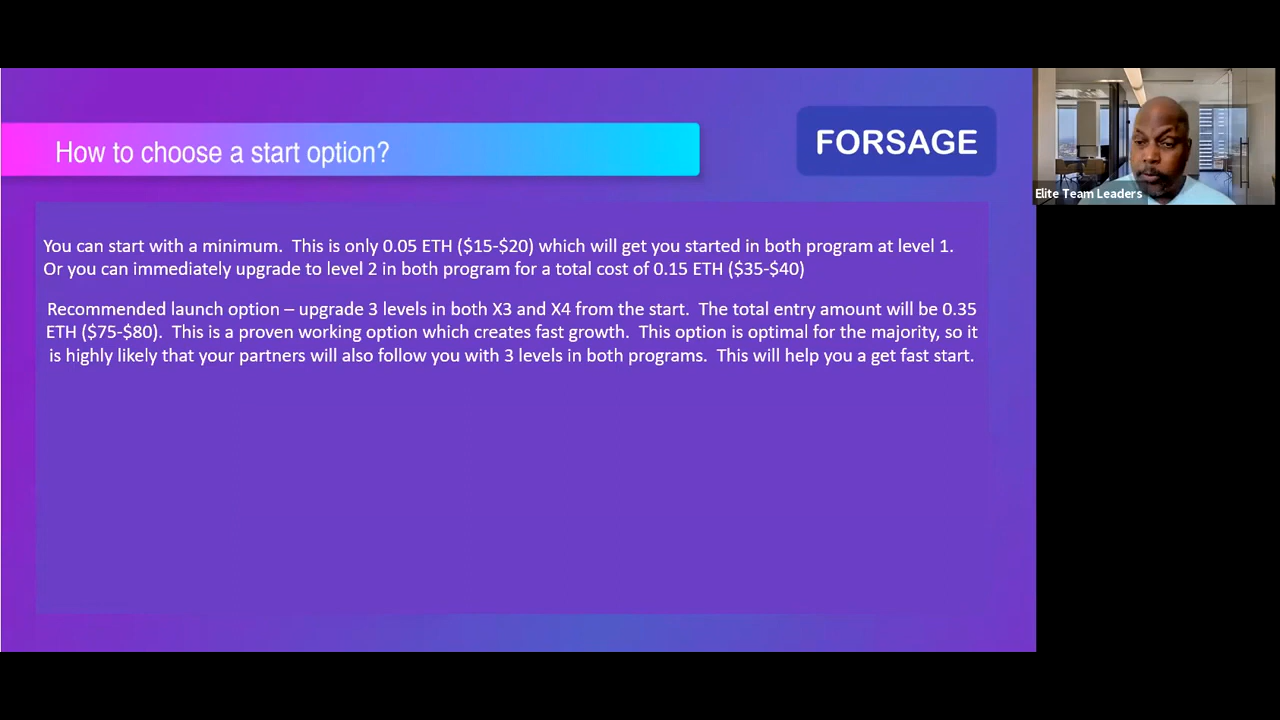 How to choose a start option?
FORSAGE
Elite Team Leaders
You can start with a minimum.  This is only 0.05 ETH ($15-$20) which will get you started in both program at level 1.
Or you can immediately upgrade to level 2 in both program for a total cost of 0.15 ETH ($35-$40)
Recommended launch option – upgrade 3 levels in both X3 and X4 from the start.  The total entry amount will be 0.35
ETH ($75-$80).  This is a proven working option which creates fast growth.  This option is optimal for the majority, so it
is highly likely that your partners will also follow you with 3 levels in both programs.  This will help you a get fast start.